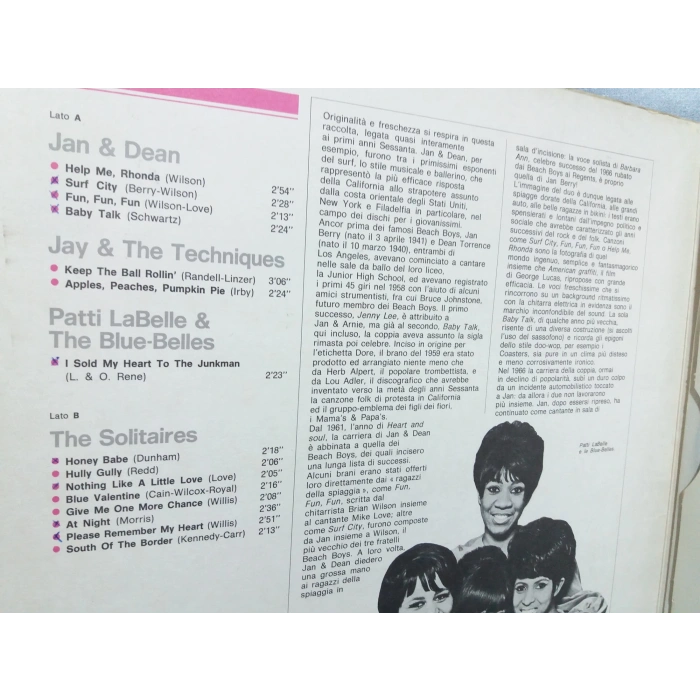 Lato A
Jan & Dean
Help Me, Rhonda (Wilson) 2'54"
Surf City (Berry-Wilson) 2'28"
Fun, Fun, Fun (Wilson-Love) 2'13"
Baby Talk (Schwartz) 2'24"
Jay & The Techniques
Keep The Ball Rollin' (Randell-Linzer) 3'06"
Apples, Peaches, Pumpkin Pie (Irby) 2'24"
Patti LaBelle &
The Blue-Belles
I Sold My Heart To The Junkman
(L. & O. Rene) 2'23"
Lato B
The Solitaires
Honey Babe (Dunham) 2'18"
Hully Gully (Redd) 2'06"
Nothing Like A Little Love (Love) 2'05"
Blue Valentine (Cain-Wilcox-Royal) 2'16"
Give Me One More Chance (Willis) 2'08"
At Night (Morris) 2'36"
Please Remember My Heart (Willis) 2'51"
South Of The Border (Kennedy-Carr) 2'13"
Originalità e freschezza si respira in questa
raccolta, legata quasi interamente
ai primi anni Sessanta. Jan & Dean, per
esempio, furono tra i primissimi esponenti
del surf, lo stile musicale e ballerino, che
rappresentò la più efficace risposta
della California allo strapotere assunto
dalla costa orientale degli Stati Uniti,
New York e Filadelfia in particolare, nel
campo dei dischi per i giovanissimi.
Ancor prima dei famosi Beach Boys, Jan
Berry (nato il 3 aprile 1941) e Dean Torrence
(nato il 10 marzo 1940), entrambi di
Los Angeles, avevano cominciato a cantare
nelle sale da ballo del loro liceo,
la Junior High School, ed avevano registrato
i primi 45 giri nel 1958 con l'aiuto di alcuni
amici strumentisti, fra cui Bruce Johnstone,
futuro membro dei Beach Boys. Il primo
successo, Jenny Lee, è attribuito a
Jan & Arnie, ma già al secondo, Baby Talk,
qui incluso, la coppia aveva assunto la sigla
rimasta poi celebre. Inciso in origine per
l'etichetta Dore, il brano del 1959 era stato
prodotto ed arrangiato niente meno che
da Herb Alpert, il popolare trombettista, e
da Lou Adler, il discografico che avrebbe
inventato verso la metà degli anni Sessanta
la canzone folk di protesta in California
ed il gruppo-emblema dei figli dei fiori,
i Mama's & Papa's.
Dal 1961, l'anno di Heart and
soul, la carriera di Jan & Dean
è abbinata a quella dei
Beach Boys, dei quali incisero
una lunga lista di successi.
Alcuni brani erano stati offerti
loro direttamente dai « ragazzi
della spiaggia », come Fun,
Fun, Fun, scritta dal
chitarrista Brian Wilson insieme
al cantante Mike Love; altre
come Surf City, furono composte
da Jan insieme a Wilson, il
più vecchio dei tre fratelli
Beach Boys. A loro volta,
Jan & Dean diedero
una grossa mano
ai ragazzi della
spiaggia in
sala d'incisione: la voce solista di Barbara
Ann, celebre successo del 1966 rubato
dai Beach Boys ai Regents, è proprio
quella di Jan Berry!
L'immagine del duo è dunque legata alle
spiagge dorate della California, alle grandi
auto, alle belle ragazze in bikini: i testi erano
spensierati e lontani dall'impegno politico e
sociale che avrebbe caratterizzato gli anni
successivi del rock e del folk. Canzoni
come Surf City, Fun, Fun, Fun o Help Me,
Rhonda sono la fotografia di quel
mondo ingenuo, semplice e fantasmagorico
insieme che American graffiti, il film
di George Lucas, ripropose con grande
efficacia. Le voci freschissime che si
rincorrono su un background ritmatissimo
con la chitarra elettrica in evidenza sono il
marchio inconfondibile del sound. La sola
Baby Talk, di qualche anno più vecchia,
risente di una diversa costruzione (si ascolti
l'uso del sassofono) e ricorda gli epigoni
dello stile doo-wop, per esempio i
Coasters, sia pure in un clima più disteso
e meno corrosivamente ironico.
Nel 1966 la carriera della coppia, ormai
in declino di popolarità, subì un duro colpo
da un incidente automobilistico toccato
a Jan: da allora i due non lavorarono
più insieme. Jan, dopo essersi ripreso, ha
continuato come cantante in sala di
Patti LaBelle
e le Blue-Belles